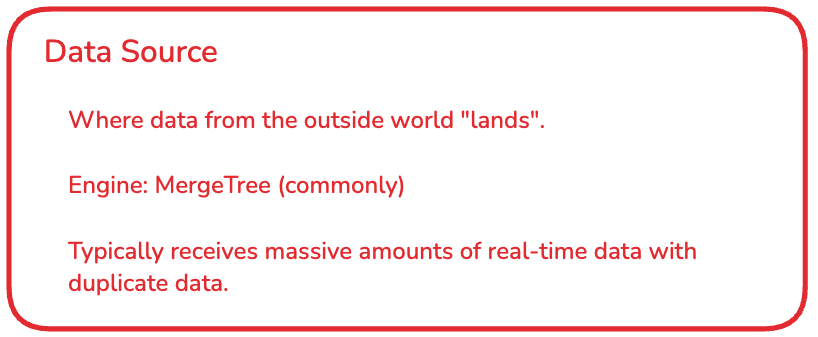 Data Source
Where data from the outside world "lands".
Engine: MergeTree (commonly)
Typically receives massive amounts of real-time data with
duplicate data.